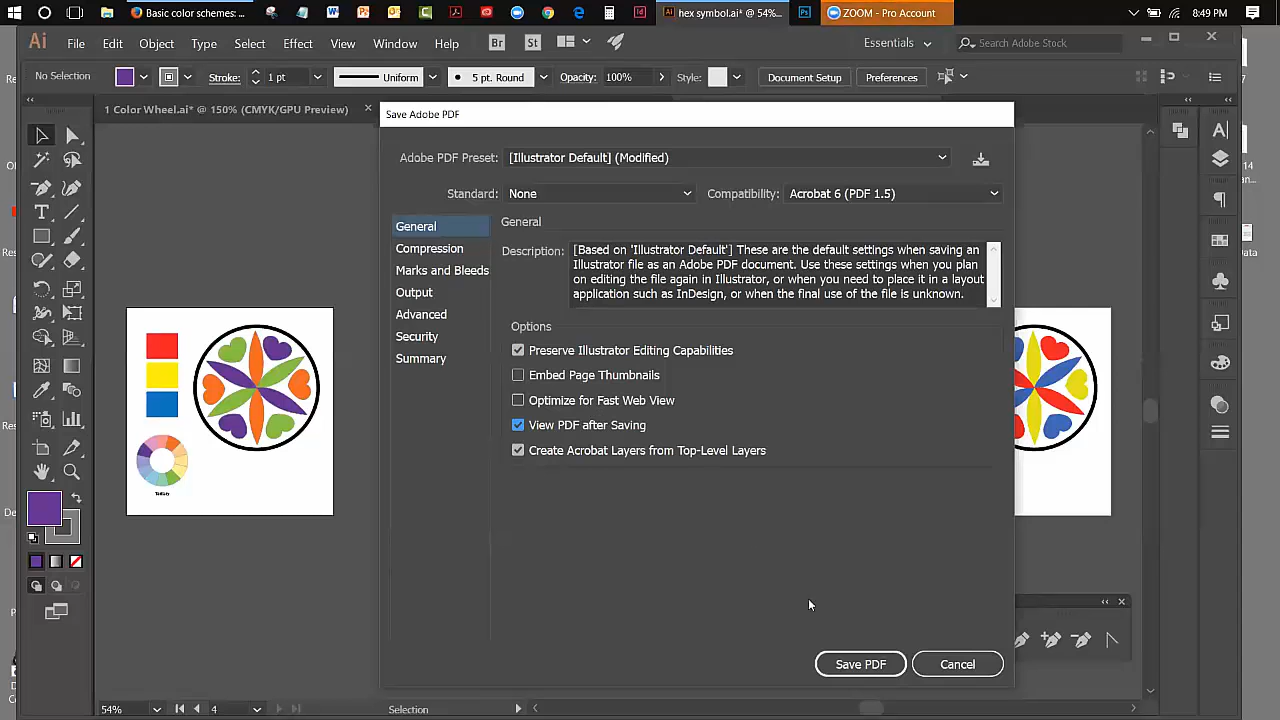 Basic color schemes: ...
hex symbol.ai* @ 54%...
ZOOM - Pro Account
8:49 PM
Ai
File
Edit
Object
Type
Select
Effect
View
Window
Help
Br
St
Essentials
Search Adobe Stock
No Selection
Stroke:
1 pt
Uniform
5 pt. Round
Opacity:
100%
Style:
Document Setup
Preferences
1 Color Wheel.ai* @ 150% (CMYK/GPU Preview)
Save Adobe PDF
Adobe PDF Preset:
[Illustrator Default] (Modified)
Standard:
None
Compatibility:
Acrobat 6 (PDF 1.5)
General
Compression
Marks and Bleeds
Output
Advanced
Security
Summary
General
Description:
[Based on 'Illustrator Default'] These are the default settings when saving an
Illustrator file as an Adobe PDF document. Use these settings when you plan
on editing the file again in Illustrator, or when you need to place it in a layout
application such as InDesign, or when the final use of the file is unknown.
Options
Preserve Illustrator Editing Capabilities
Embed Page Thumbnails
Optimize for Fast Web View
View PDF after Saving
Create Acrobat Layers from Top-Level Layers
Save PDF
Cancel
Tertiary
54%
4
Selection